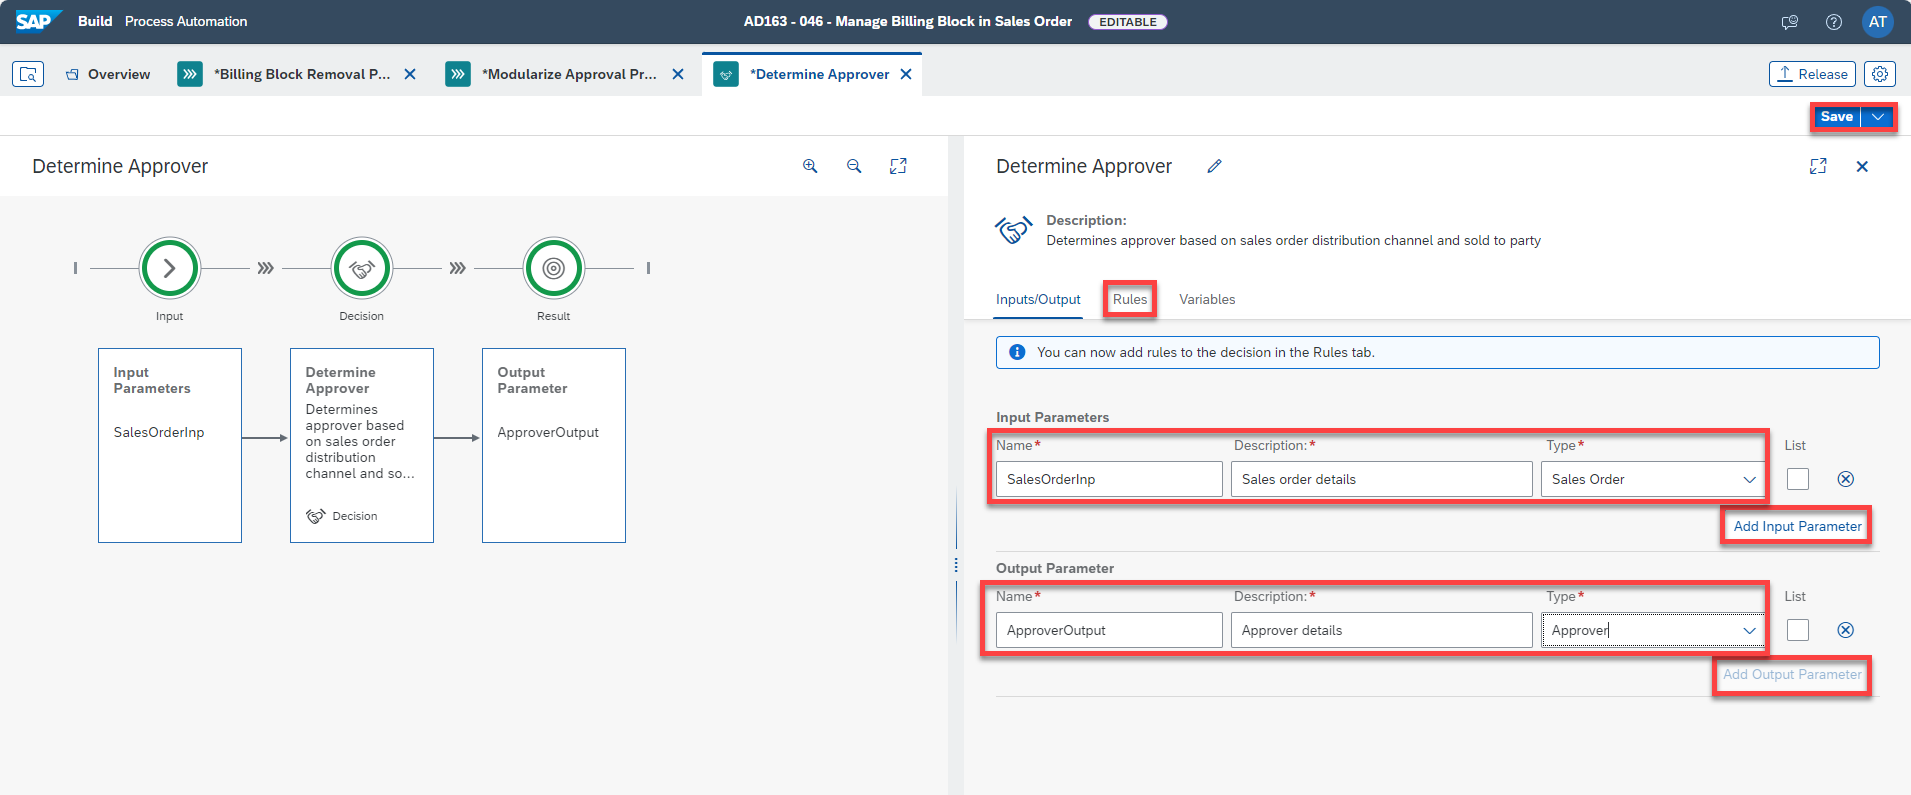 SAP Build Process Automation
AD163 - 046 - Manage Billing Block in Sales Order EDITABLE
AT
Overview
*Billing Block Removal P...
*Modularize Approval Pr...
*Determine Approver
Release
Save
Determine Approver
Input
Decision
Result
Input
Parameters
SalesOrderInp
Determine
Approver
Determines
approver based
on sales order
distribution
channel and so...
Decision
Output
Parameter
ApproverOutput
Determine Approver
Description:
Determines approver based on sales order distribution channel and sold to party
Inputs/Output Rules Variables
You can now add rules to the decision in the Rules tab.
Input Parameters
Name* Description:* Type* List
SalesOrderInp Sales order details Sales Order
Add Input Parameter
Output Parameter
Name* Description:* Type* List
ApproverOutput Approver details Approver
Add Output Parameter